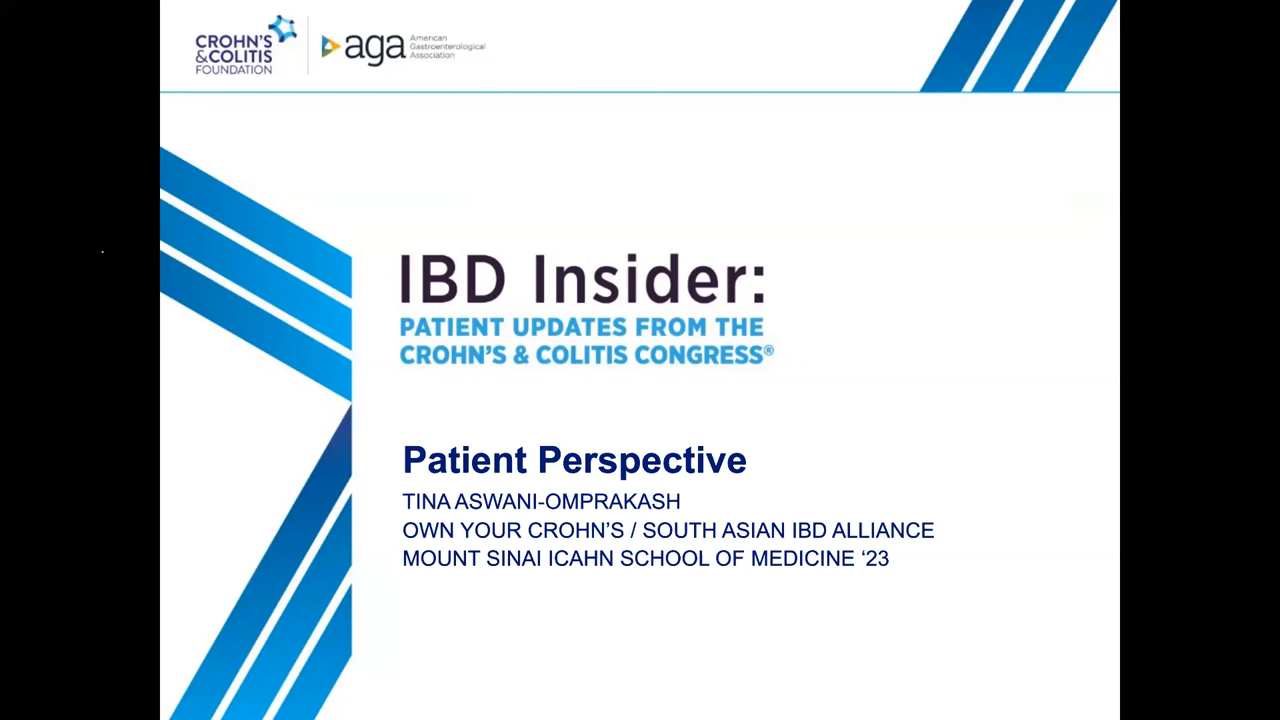 CROHN'S
&COLITIS
FOUNDATION
aga
American
Gastroenterological
Association
IBD Insider:
PATIENT UPDATES FROM THE
CROHN'S & COLITIS CONGRESS®
Patient Perspective
TINA ASWANI-OMPRAKASH
OWN YOUR CROHN'S / SOUTH ASIAN IBD ALLIANCE
MOUNT SINAI ICAHN SCHOOL OF MEDICINE ‘23